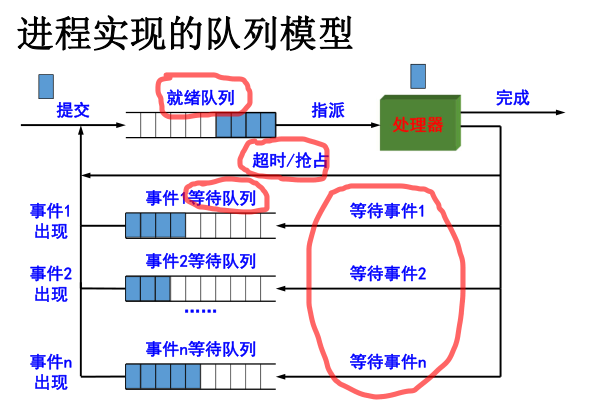 进程实现的队列模型
提交
就绪队列
指派
处理器
完成
超时/抢占
事件1
出现
事件1等待队列
等待事件1
事件2
出现
事件2等待队列
等待事件2
……
事件n
出现
事件n等待队列
等待事件n